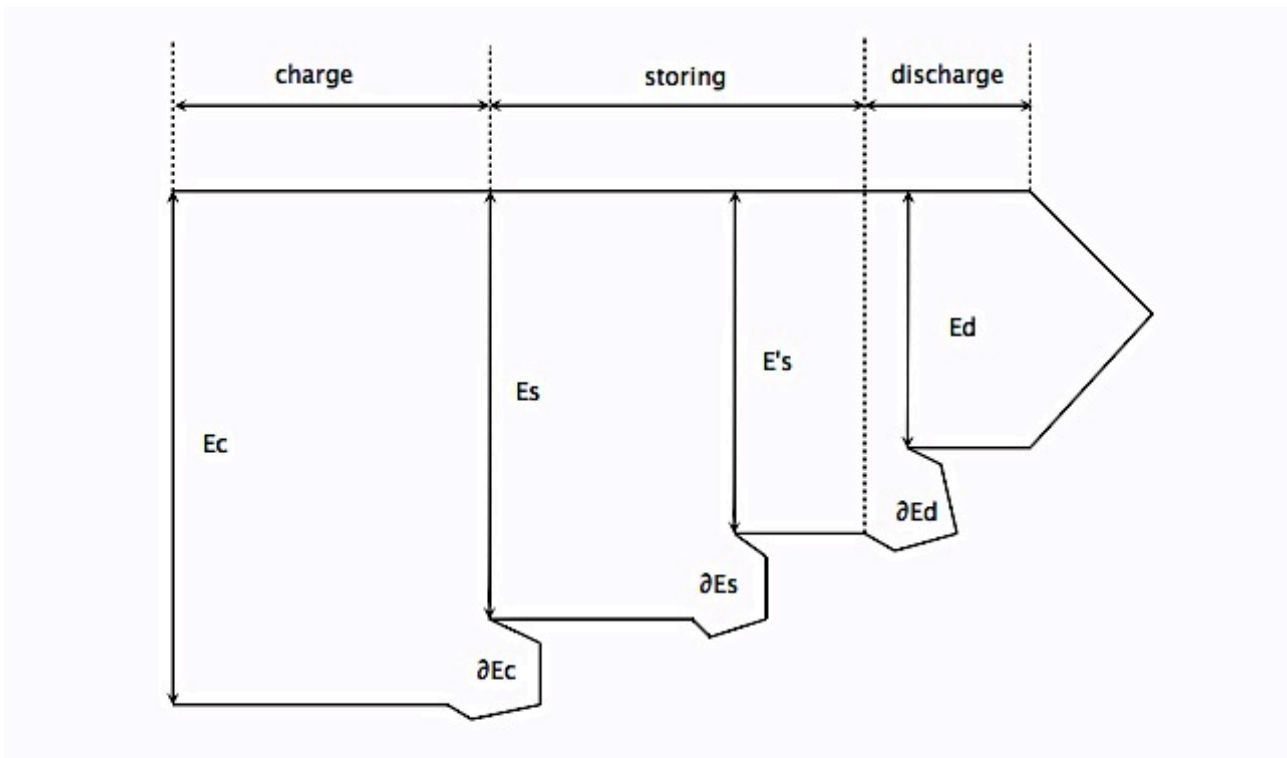 charge
storing
discharge
Ec
Es
E's
Ed
∂Ec
∂Es
∂Ed